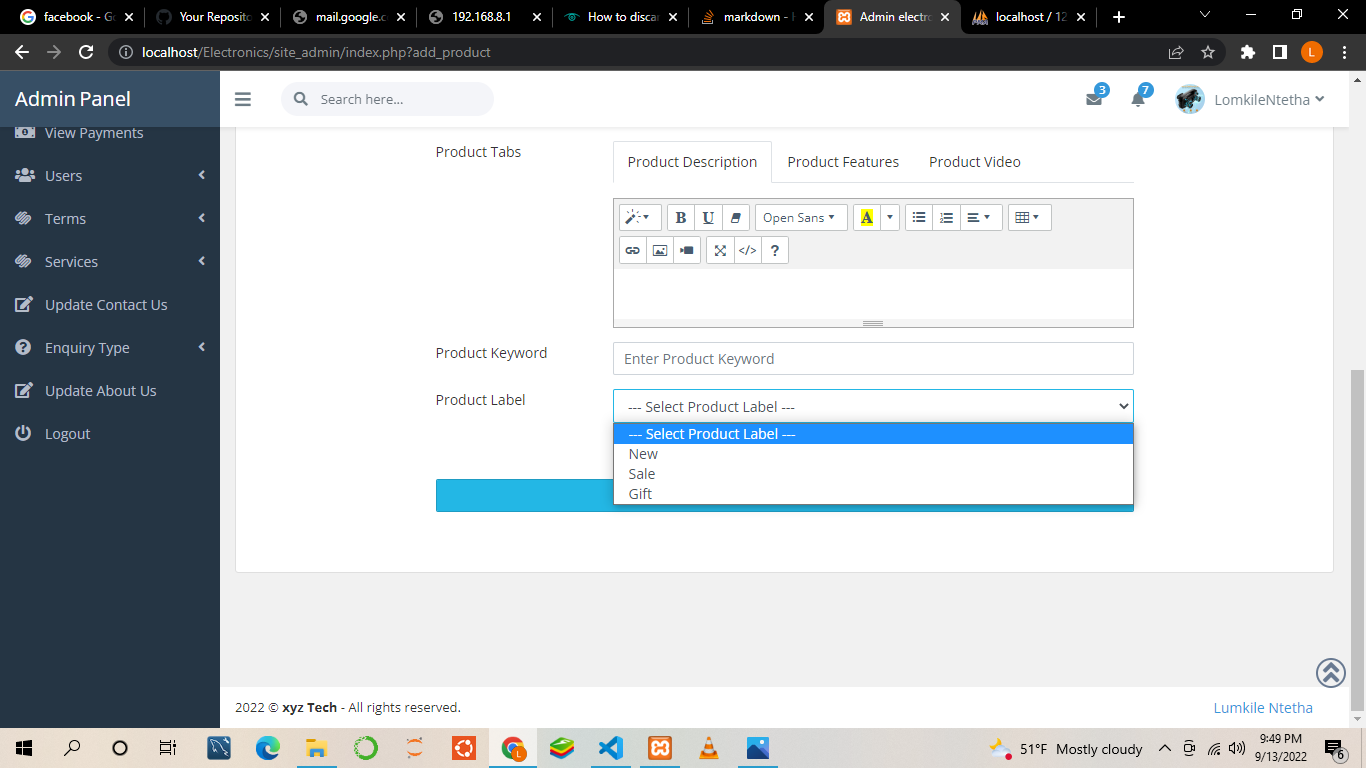 facebook - Go
Your Reposito
mail.google.c
192.168.8.1
How to discar
markdown - H
Admin electro
localhost / 12
localhost/Electronics/site_admin/index.php?add_product
L
Admin Panel
Search here...
3
7
LomkileNtetha
View Payments
Users
Terms
Services
Update Contact Us
Enquiry Type
Update About Us
Logout
Product Tabs
Product Description Product Features Product Video
B U Open Sans A
</> ?
Product Keyword
Enter Product Keyword
Product Label
--- Select Product Label ---
--- Select Product Label ---
New
Sale
Gift
2022 © xyz Tech - All rights reserved.
Lumkile Ntetha
51°F Mostly cloudy
9:49 PM
9/13/2022
6